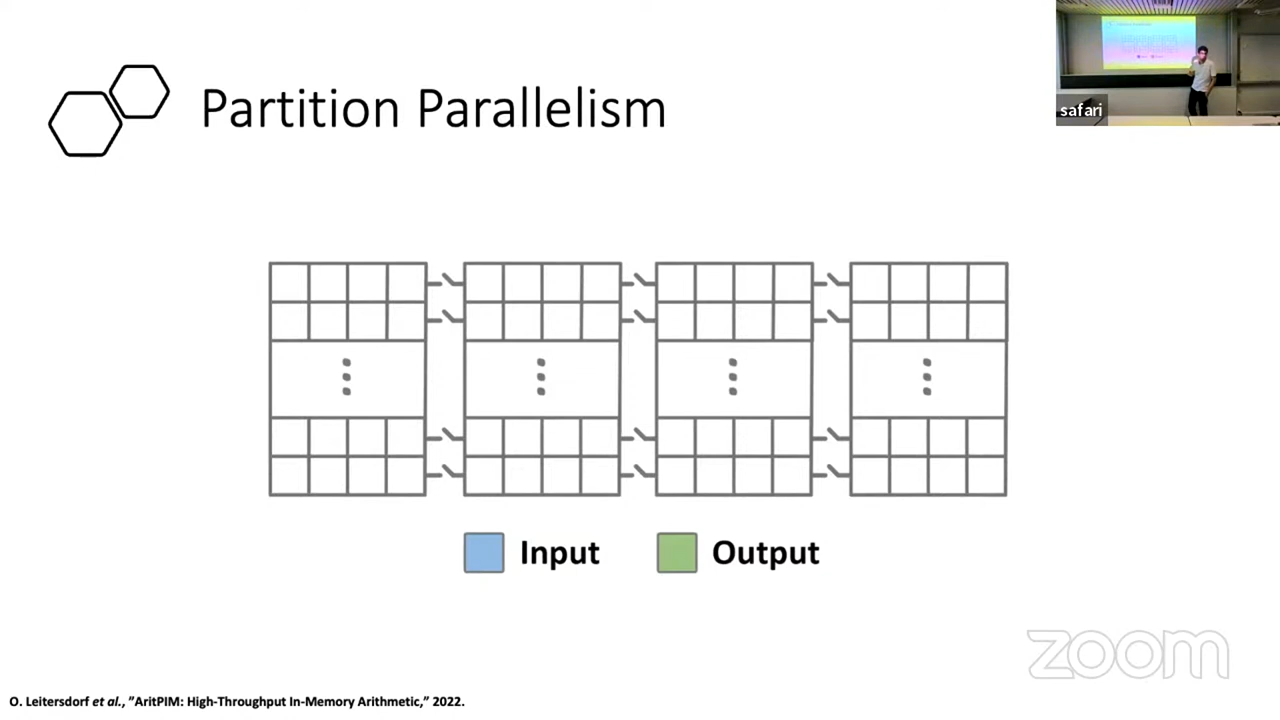 Partition Parallelism
safari
Input
Output
zoom
O. Leitersdorf et al., ”AritPIM: High-Throughput In-Memory Arithmetic,” 2022.